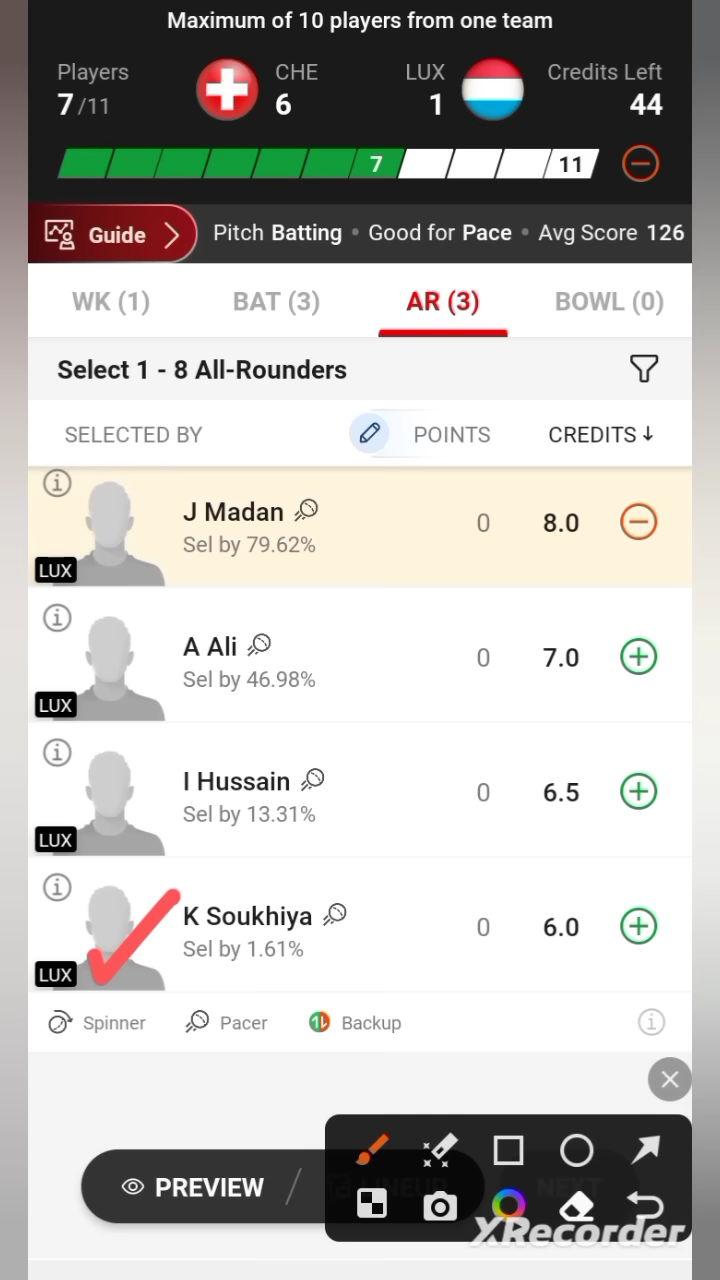 Maximum of 10 players from one team
Players CHE LUX Credits Left
7/11 6 1 44
7 11
Guide Pitch Batting • Good for Pace • Avg Score 126
WK (1) BAT (3) AR (3) BOWL (0)
Select 1 - 8 All-Rounders
SELECTED BY POINTS CREDITS↓
J Madan 0 8.0
Sel by 79.62%
LUX
A Ali 0 7.0
Sel by 46.98%
LUX
I Hussain 0 6.5
Sel by 13.31%
LUX
K Soukhiya 0 6.0
Sel by 1.61%
LUX
Spinner Pacer Backup
PREVIEW / LINEUP NEXT
XRecorder